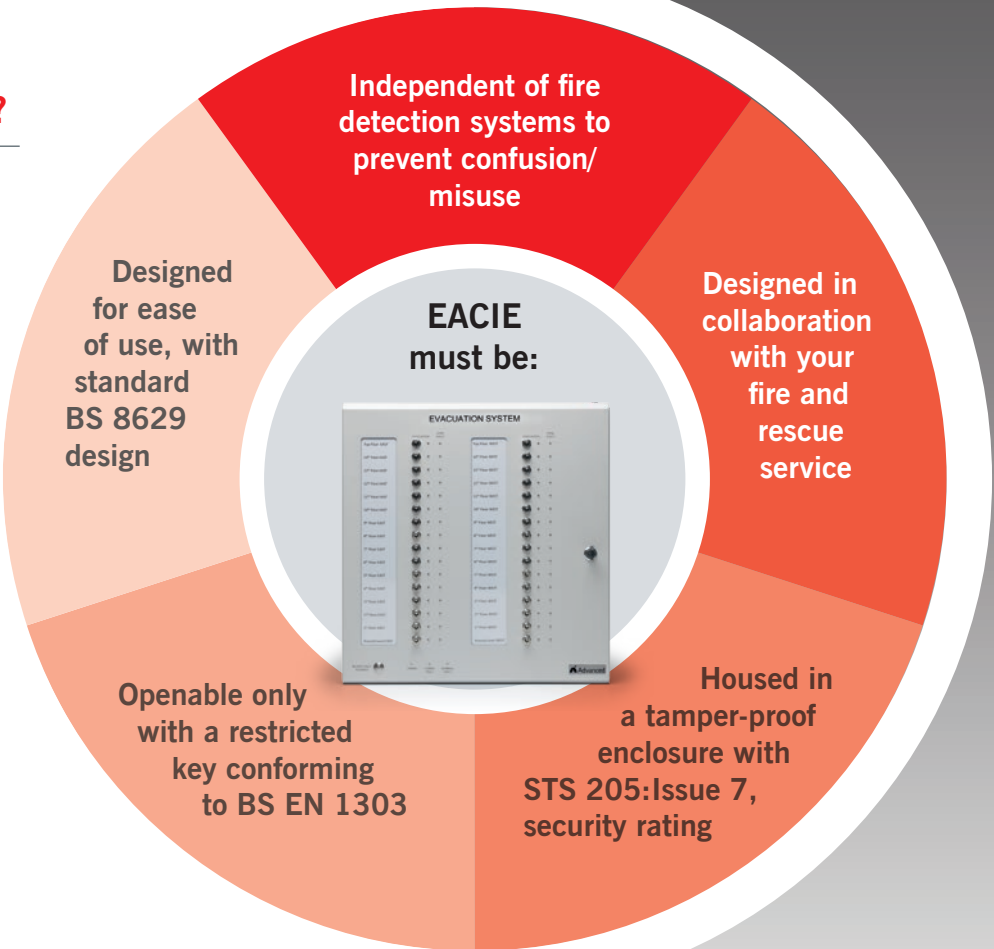 ?
Independent of fire
detection systems to
prevent confusion/
misuse
Designed in
collaboration
with your
fire and
rescue
service
Housed in
a tamper-proof
enclosure with
STS 205:Issue 7,
security rating
Openable only
with a restricted
key conforming
to BS EN 1303
Designed
for ease
of use, with
standard
BS 8629
design
EACIE
must be:
EVACUATION SYSTEM
Advanced